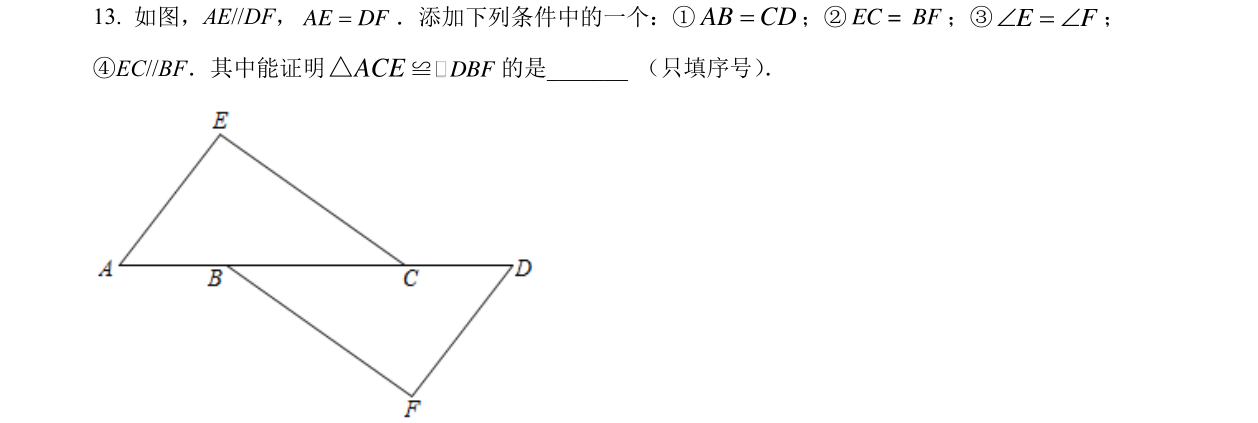 13. 如图，AE//DF， AE = DF．添加下列条件中的一个：① AB = CD；② EC = BF；③ ∠E = ∠F；
④EC//BF．其中能证明 △ACE ≌ □DBF 的是_______ （只填序号）.
E
A
B
C
D
F